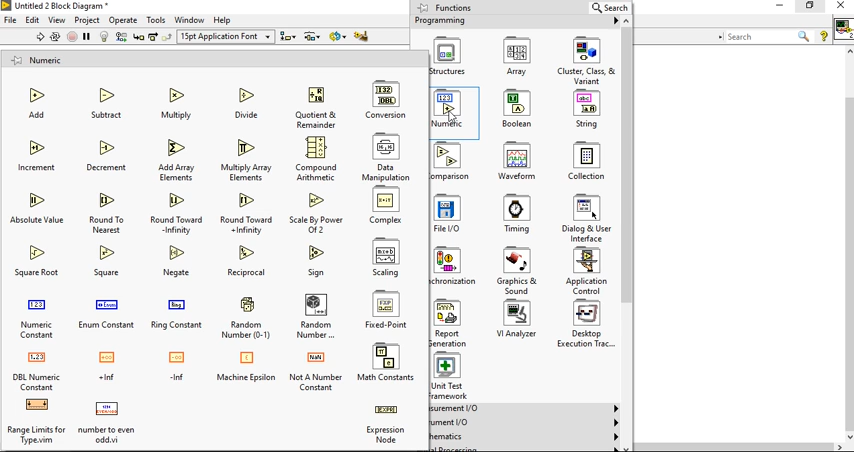 Untitled 2 Block Diagram *
File Edit View Project Operate Tools Window Help
15pt Application Font
Search
Functions
Search
Programming
Structures Array Cluster, Class, & Variant
Numeric Boolean String
omparison Waveform Collection
File I/O Timing Dialog & User Interface
nchronization Graphics & Sound Application Control
Report Generation VI Analyzer Desktop Execution Trac...
Unit Test Framework
asurement I/O
trument I/O
hematics
al Processing
Numeric
Add Subtract Multiply Divide Quotient & Remainder Conversion
Increment Decrement Add Array Elements Multiply Array Elements Compound Arithmetic Data Manipulation
Absolute Value Round To Nearest Round Toward -Infinity Round Toward +Infinity Scale By Power Of 2 Complex
Square Root Square Negate Reciprocal Sign Scaling
Numeric Constant Enum Constant Ring Constant Random Number (0-1) Random Number ... Fixed-Point
DBL Numeric Constant +Inf -Inf Machine Epsilon Not A Number Constant Math Constants
Range Limits for Type.vim number to even odd.vi Expression Node